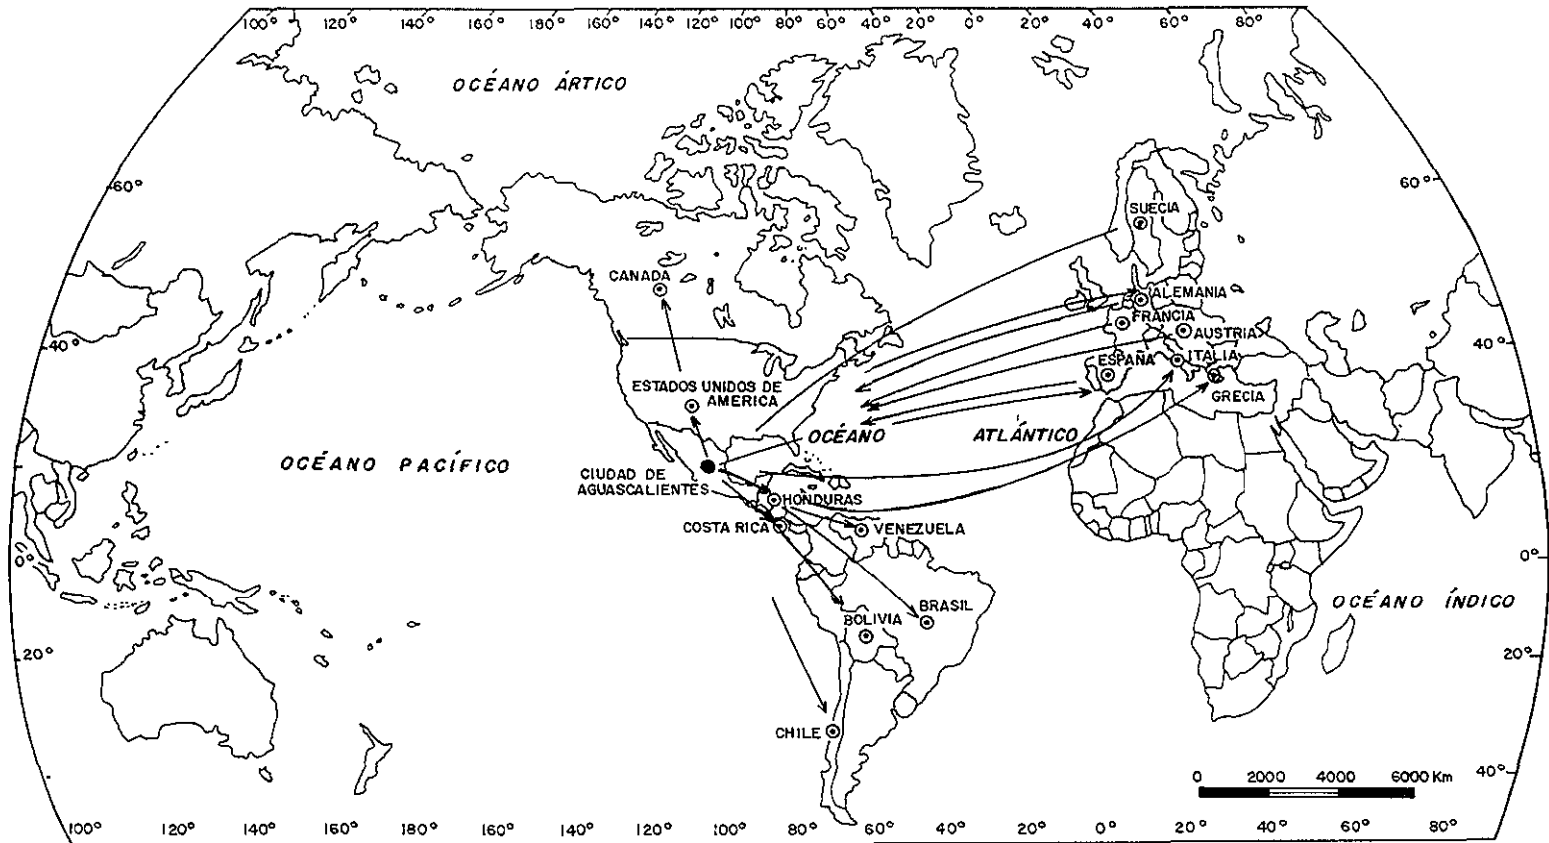 100° 120° 140° 160° 180° 160° 140° 120° 100° 80° 60° 40° 20° 0° 20° 40° 60° 80°
OCÉANO ÁRTICO
60°
60°
SUECIA
CANADA
ALEMANIA
FRANCIA
AUSTRIA
40°
40°
ESPAÑA
ITALIA
ESTADOS UNIDOS DE
AMERICA
GRECIA
OCÉANO ATLÁNTICO
OCÉANO PACÍFICO
CIUDAD DE
AGUASCALIENTES
HONDURAS
COSTA RICA
VENEZUELA
0°
0°
BRASIL
OCÉANO ÍNDICO
BOLIVIA
20°
20°
CHILE
40°
0 2000 4000 6000 Km
100° 120° 140° 160° 180° 160° 140° 120° 100° 80° 60° 40° 20° 0° 20° 40° 60° 80°